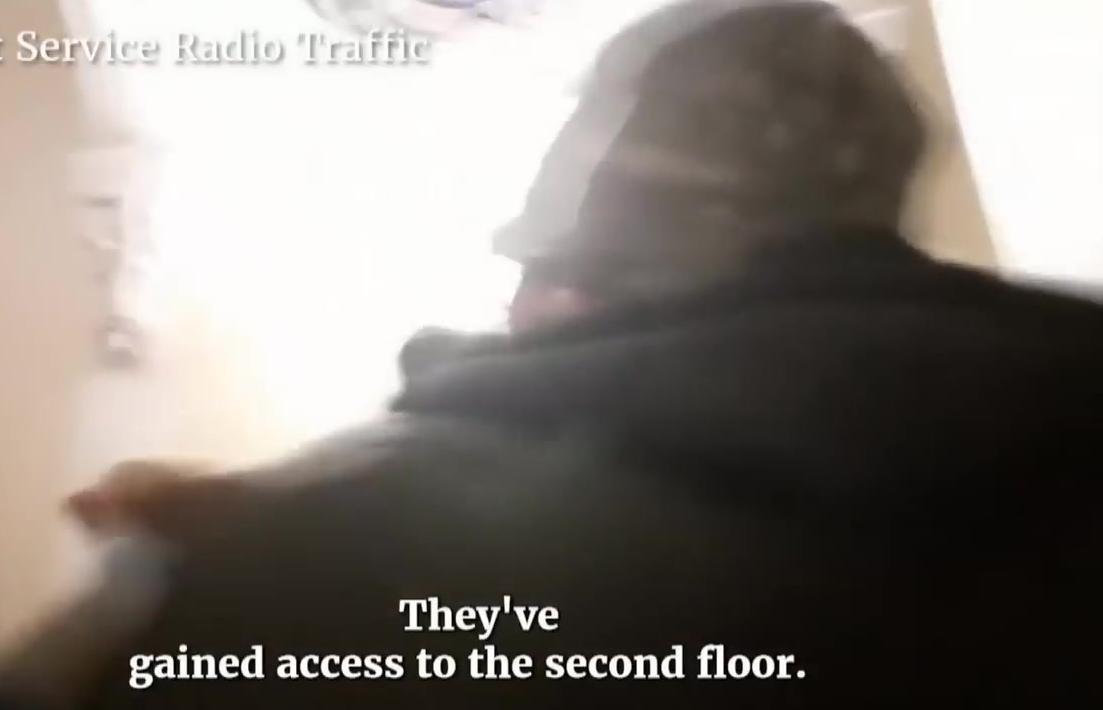 t Service Radio Traffic
They've
gained access to the second floor.